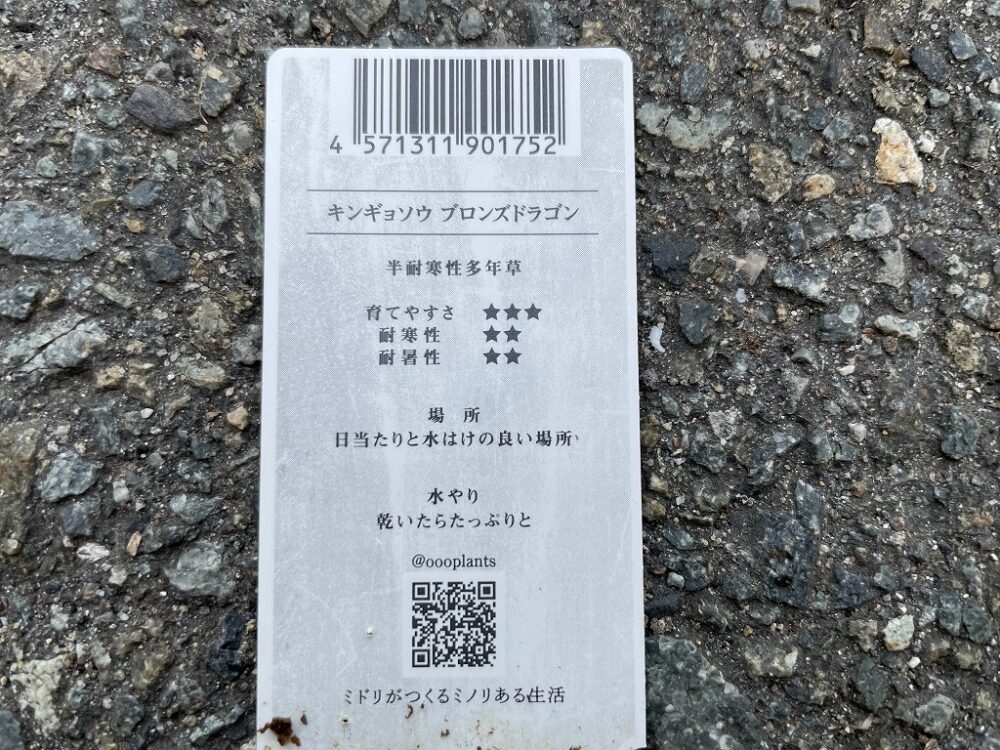 4 571311 901752
キンギョソウ ブロンズドラゴン
半耐寒性多年草
育てやすさ ★★★
耐寒性 ★★
耐暑性 ★★
場 所
日当たりと水はけの良い場所
水やり
乾いたらたっぷりと
@oooplants
ミドリがつくるミノリある生活